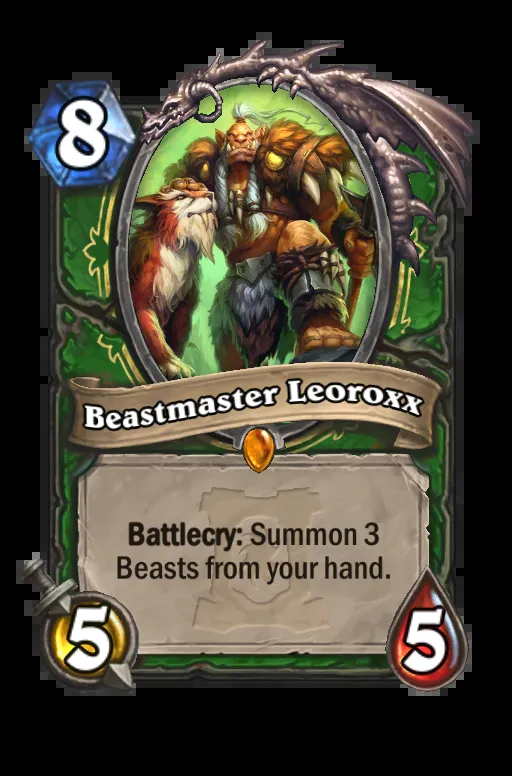 8
Beastmaster Leoroxx
Battlecry: Summon 3
Beasts from your hand.
5
5